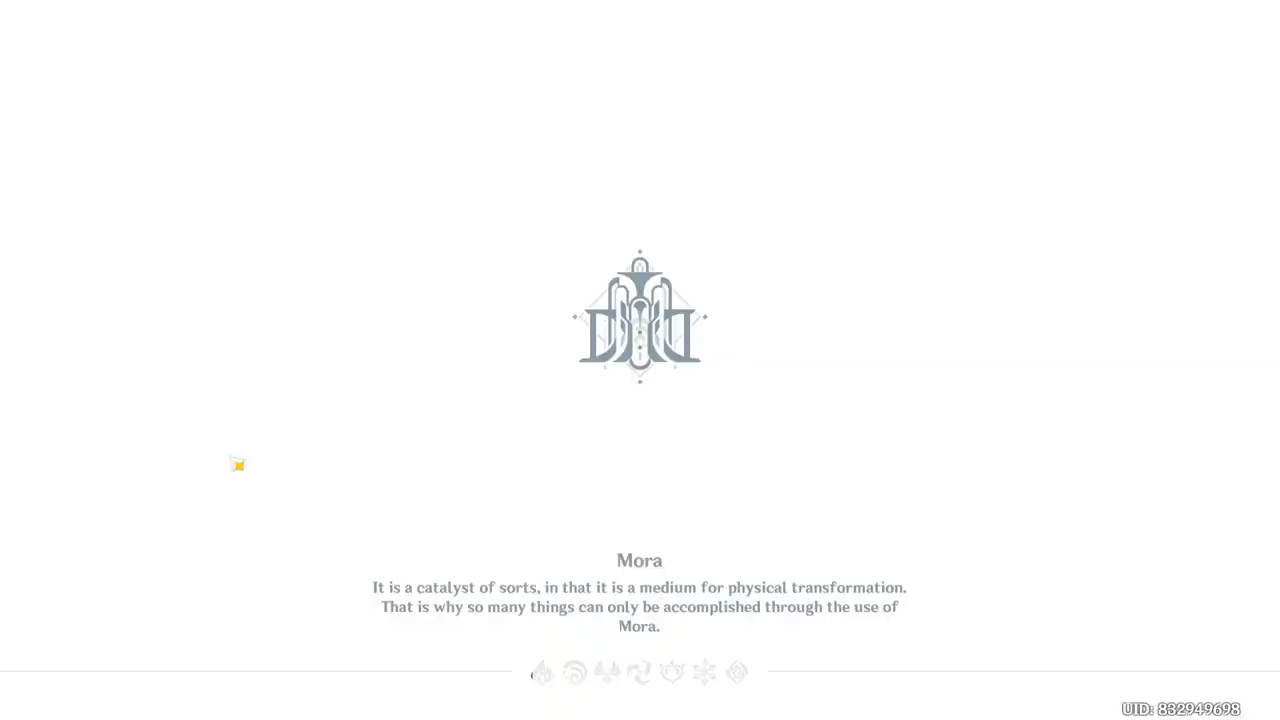 Mora
It is a catalyst of sorts, in that it is a medium for physical transformation.
That is why so many things can only be accomplished through the use of
Mora.
UID: 832949698